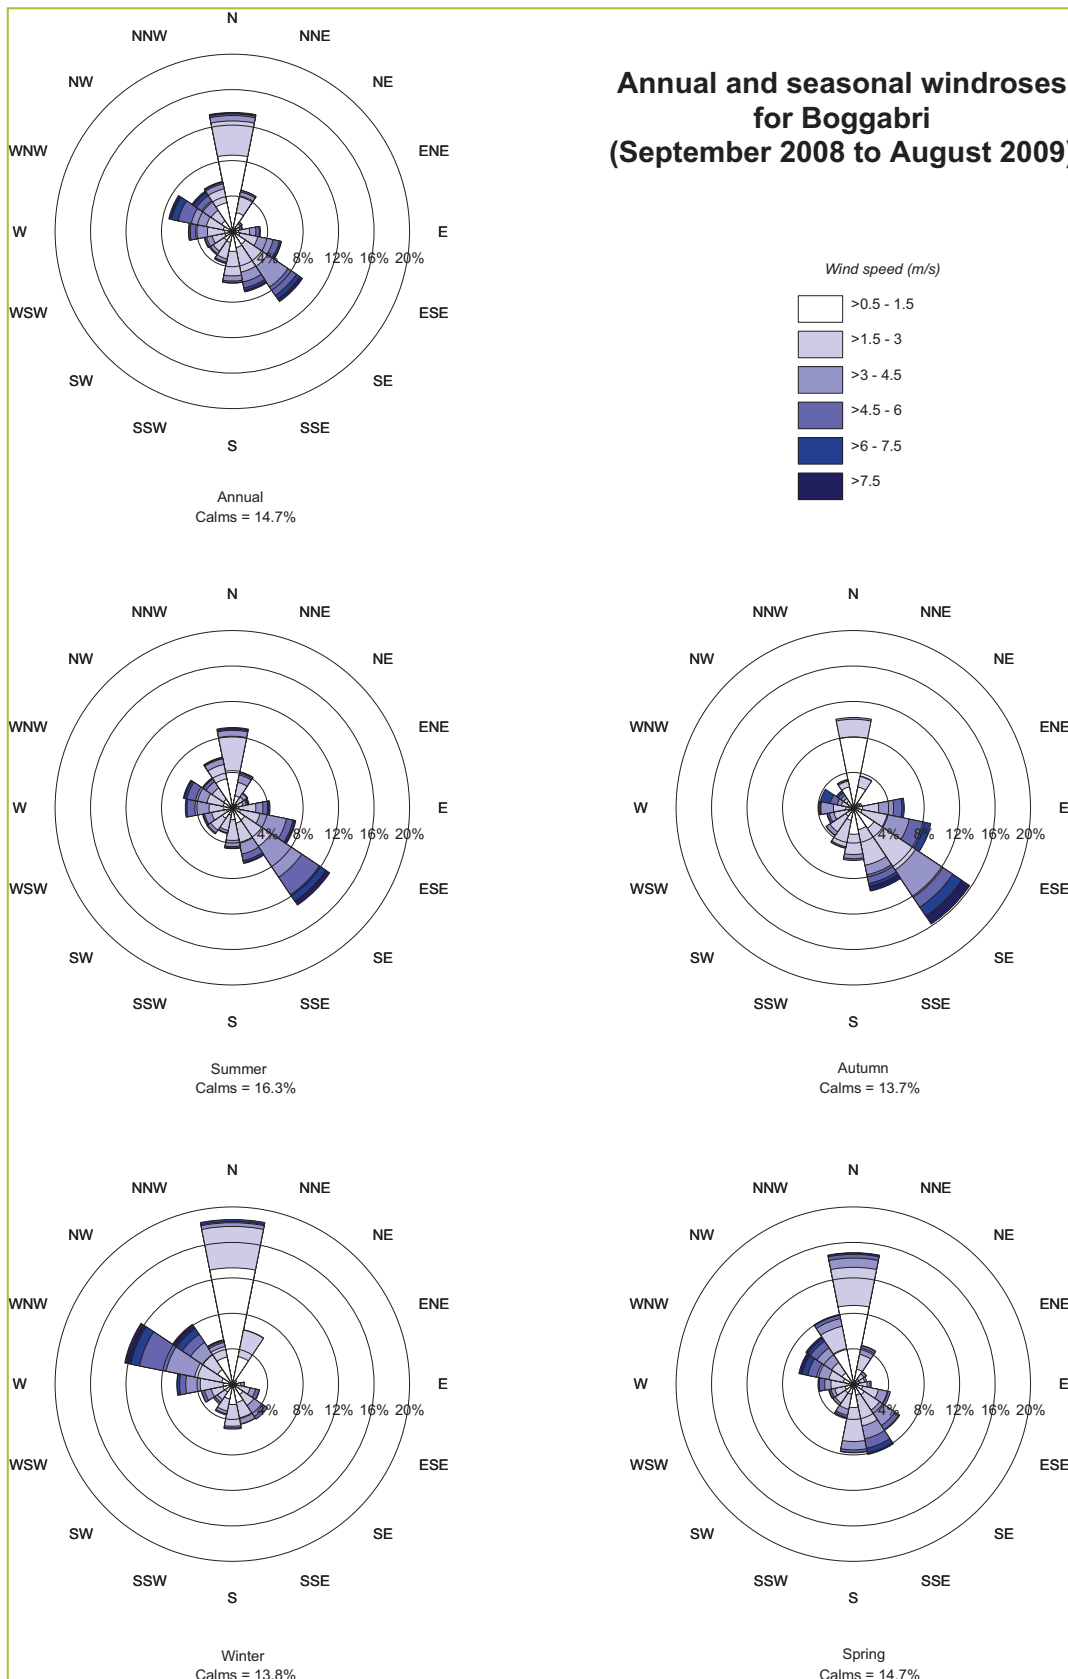 Annual and seasonal windroses
for Boggabri
(September 2008 to August 2009)
N
NNW NNE
NW NE
WNW ENE
W E
4% 8% 12% 16% 20%
WSW ESE
SW SE
SSW SSE
S
Annual
Calms = 14.7%
Wind speed (m/s)
>0.5 - 1.5
>1.5 - 3
>3 - 4.5
>4.5 - 6
>6 - 7.5
>7.5
N
NNW NNE
NW NE
WNW ENE
W E
4% 8% 12% 16% 20%
WSW ESE
SW SE
SSW SSE
S
Summer
Calms = 16.3%
N
NNW NNE
NW NE
WNW ENE
W E
4% 8% 12% 16% 20%
WSW ESE
SW SE
SSW SSE
S
Autumn
Calms = 13.7%
N
NNW NNE
NW NE
WNW ENE
W E
4% 8% 12% 16% 20%
WSW ESE
SW SE
SSW SSE
S
Winter
Calms = 13.8%
N
NNW NNE
NW NE
WNW ENE
W E
4% 8% 12% 16% 20%
WSW ESE
SW SE
SSW SSE
S
Spring
Calms = 14.7%